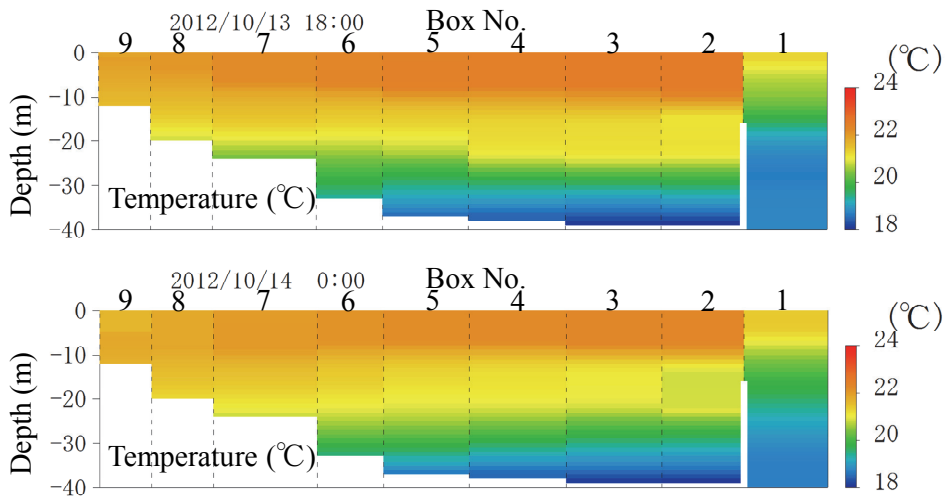 2012/10/13 18:00 Box No.
9 8 7 6 5 4 3 2 1
(℃)
0
-10
-20
-30
-40
Depth (m)
Temperature (℃)
24
22
20
18
2012/10/14 0:00 Box No.
9 8 7 6 5 4 3 2 1
(℃)
0
-10
-20
-30
-40
Depth (m)
Temperature (℃)
24
22
20
18